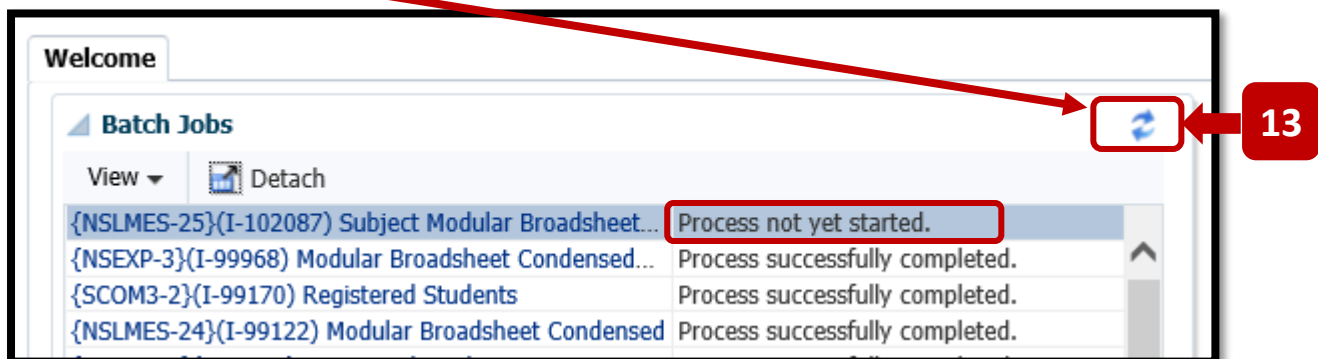 Welcome
Batch Jobs
13
View Detach
{NSLMES-25}(I-102087) Subject Modular Broadsheet... Process not yet started.
{NSEXP-3}(I-99968) Modular Broadsheet Condensed... Process successfully completed.
{SCOM3-2}(I-99170) Registered Students Process successfully completed.
{NSLMES-24}(I-99122) Modular Broadsheet Condensed Process successfully completed.